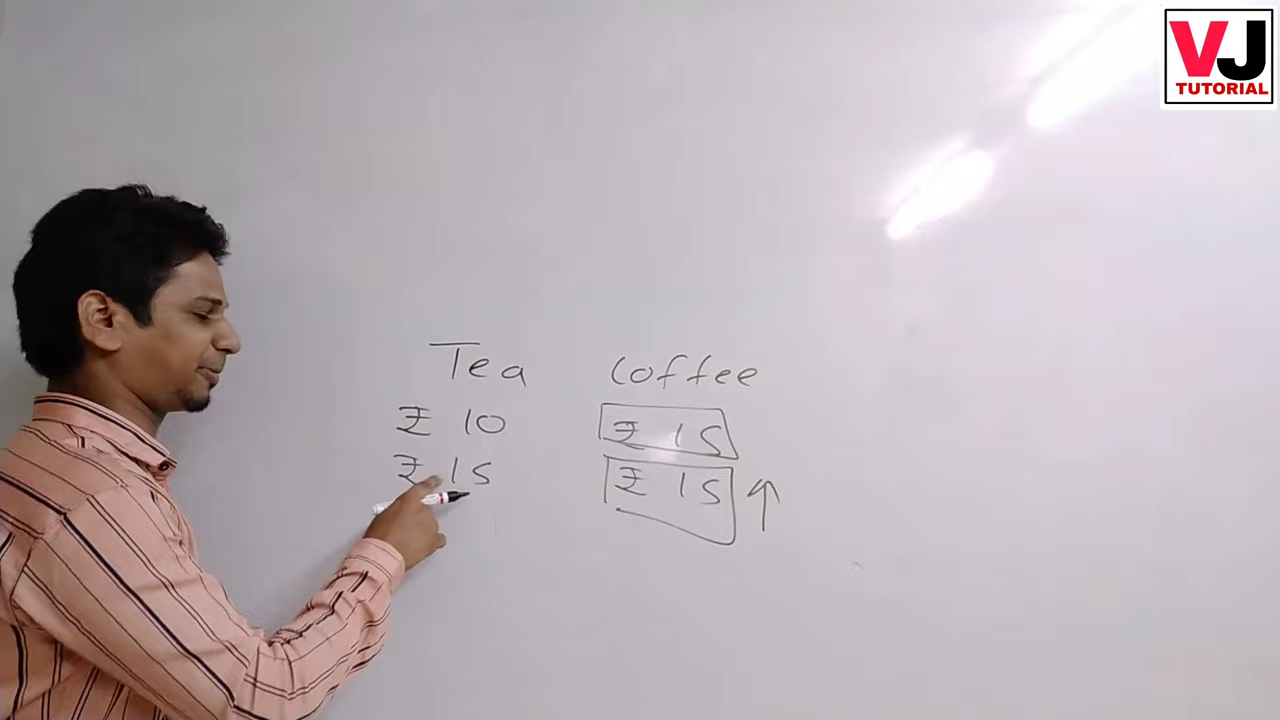 VJ
TUTORIAL
Tea Coffee
₹ 10 ₹ 15
₹ 15 ₹ 15 ↑